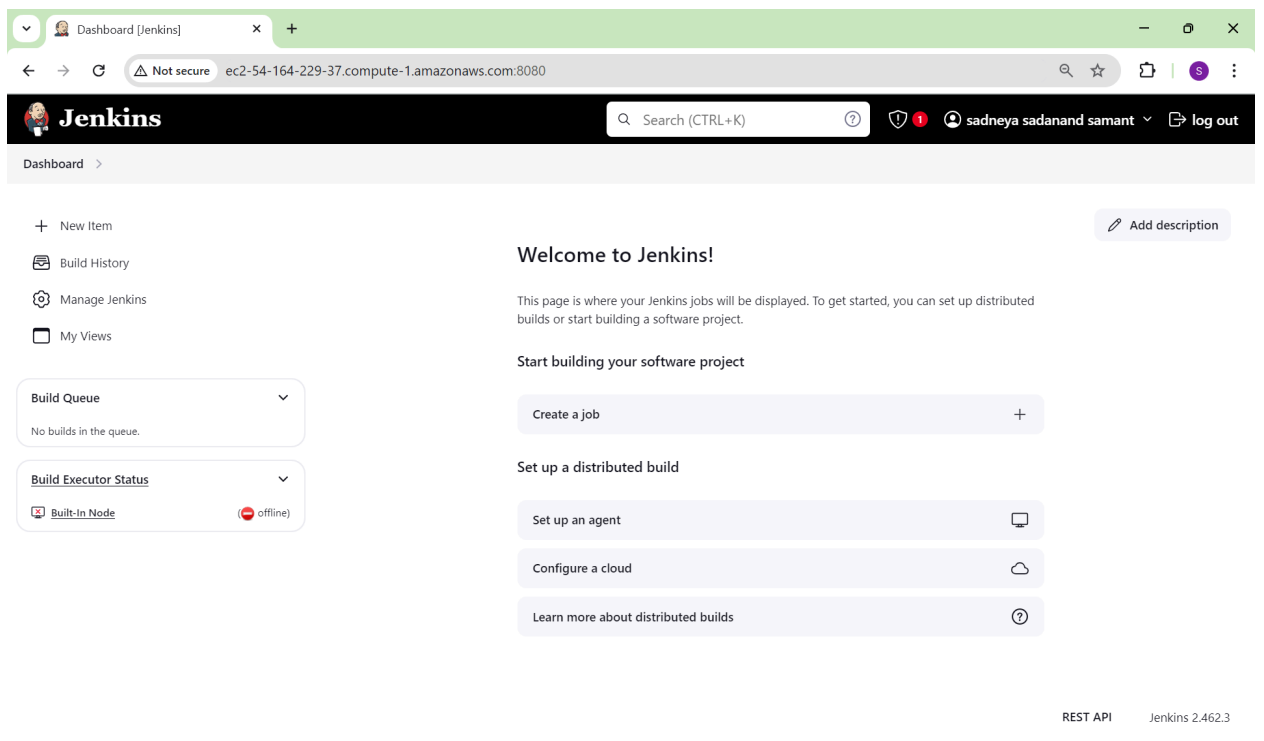 Dashboard [Jenkins]
Not secure ec2-54-164-229-37.compute-1.amazonaws.com:8080
S
Jenkins
Search (CTRL+K)
1
sadneya sadanand samant
log out
Dashboard
New Item
Build History
Manage Jenkins
My Views
Build Queue
No builds in the queue.
Build Executor Status
Built-In Node (offline)
Add description
Welcome to Jenkins!
This page is where your Jenkins jobs will be displayed. To get started, you can set up distributed
builds or start building a software project.
Start building your software project
Create a job
Set up a distributed build
Set up an agent
Configure a cloud
Learn more about distributed builds
REST API Jenkins 2.462.3